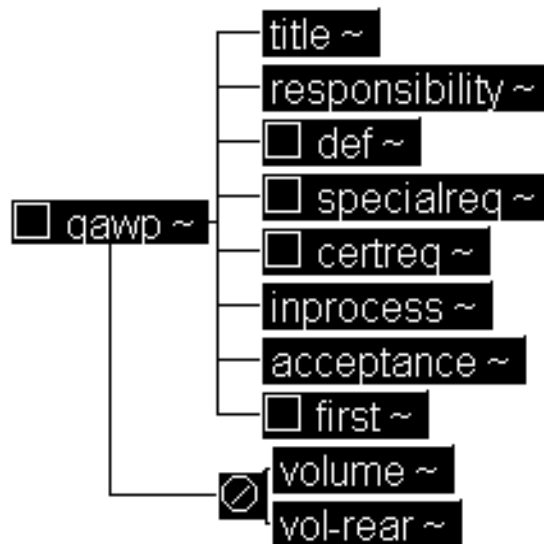 title ~
responsibility ~
def ~
specialreq ~
qawp ~
certreq ~
inprocess ~
acceptance ~
first ~
volume ~
vol-rear ~